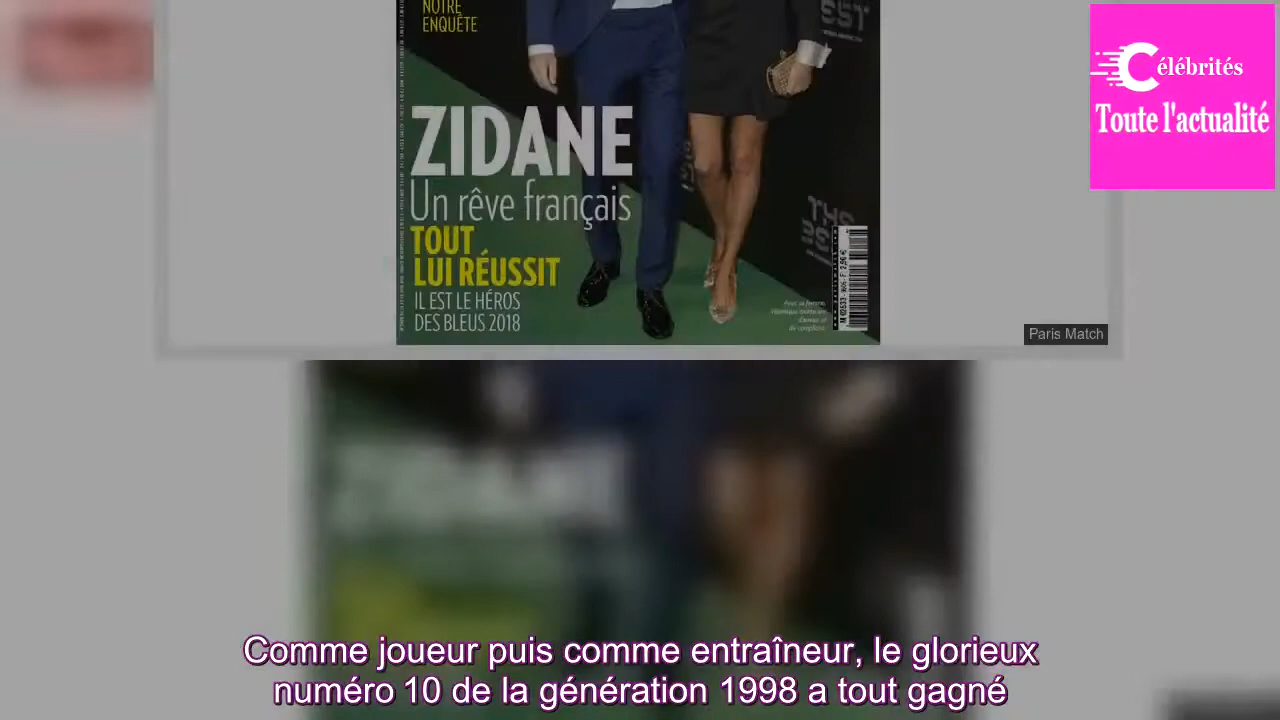 NOTRE
ENQUÊTE
Célébrités
Toute l'actualité
ZIDANE
Un rêve français
TOUT
LUI RÉUSSIT
IL EST LE HÉROS
DES BLEUS 2018
THE
Paris Match
Comme joueur puis comme entraîneur, le glorieux
numéro 10 de la génération 1998 a tout gagné